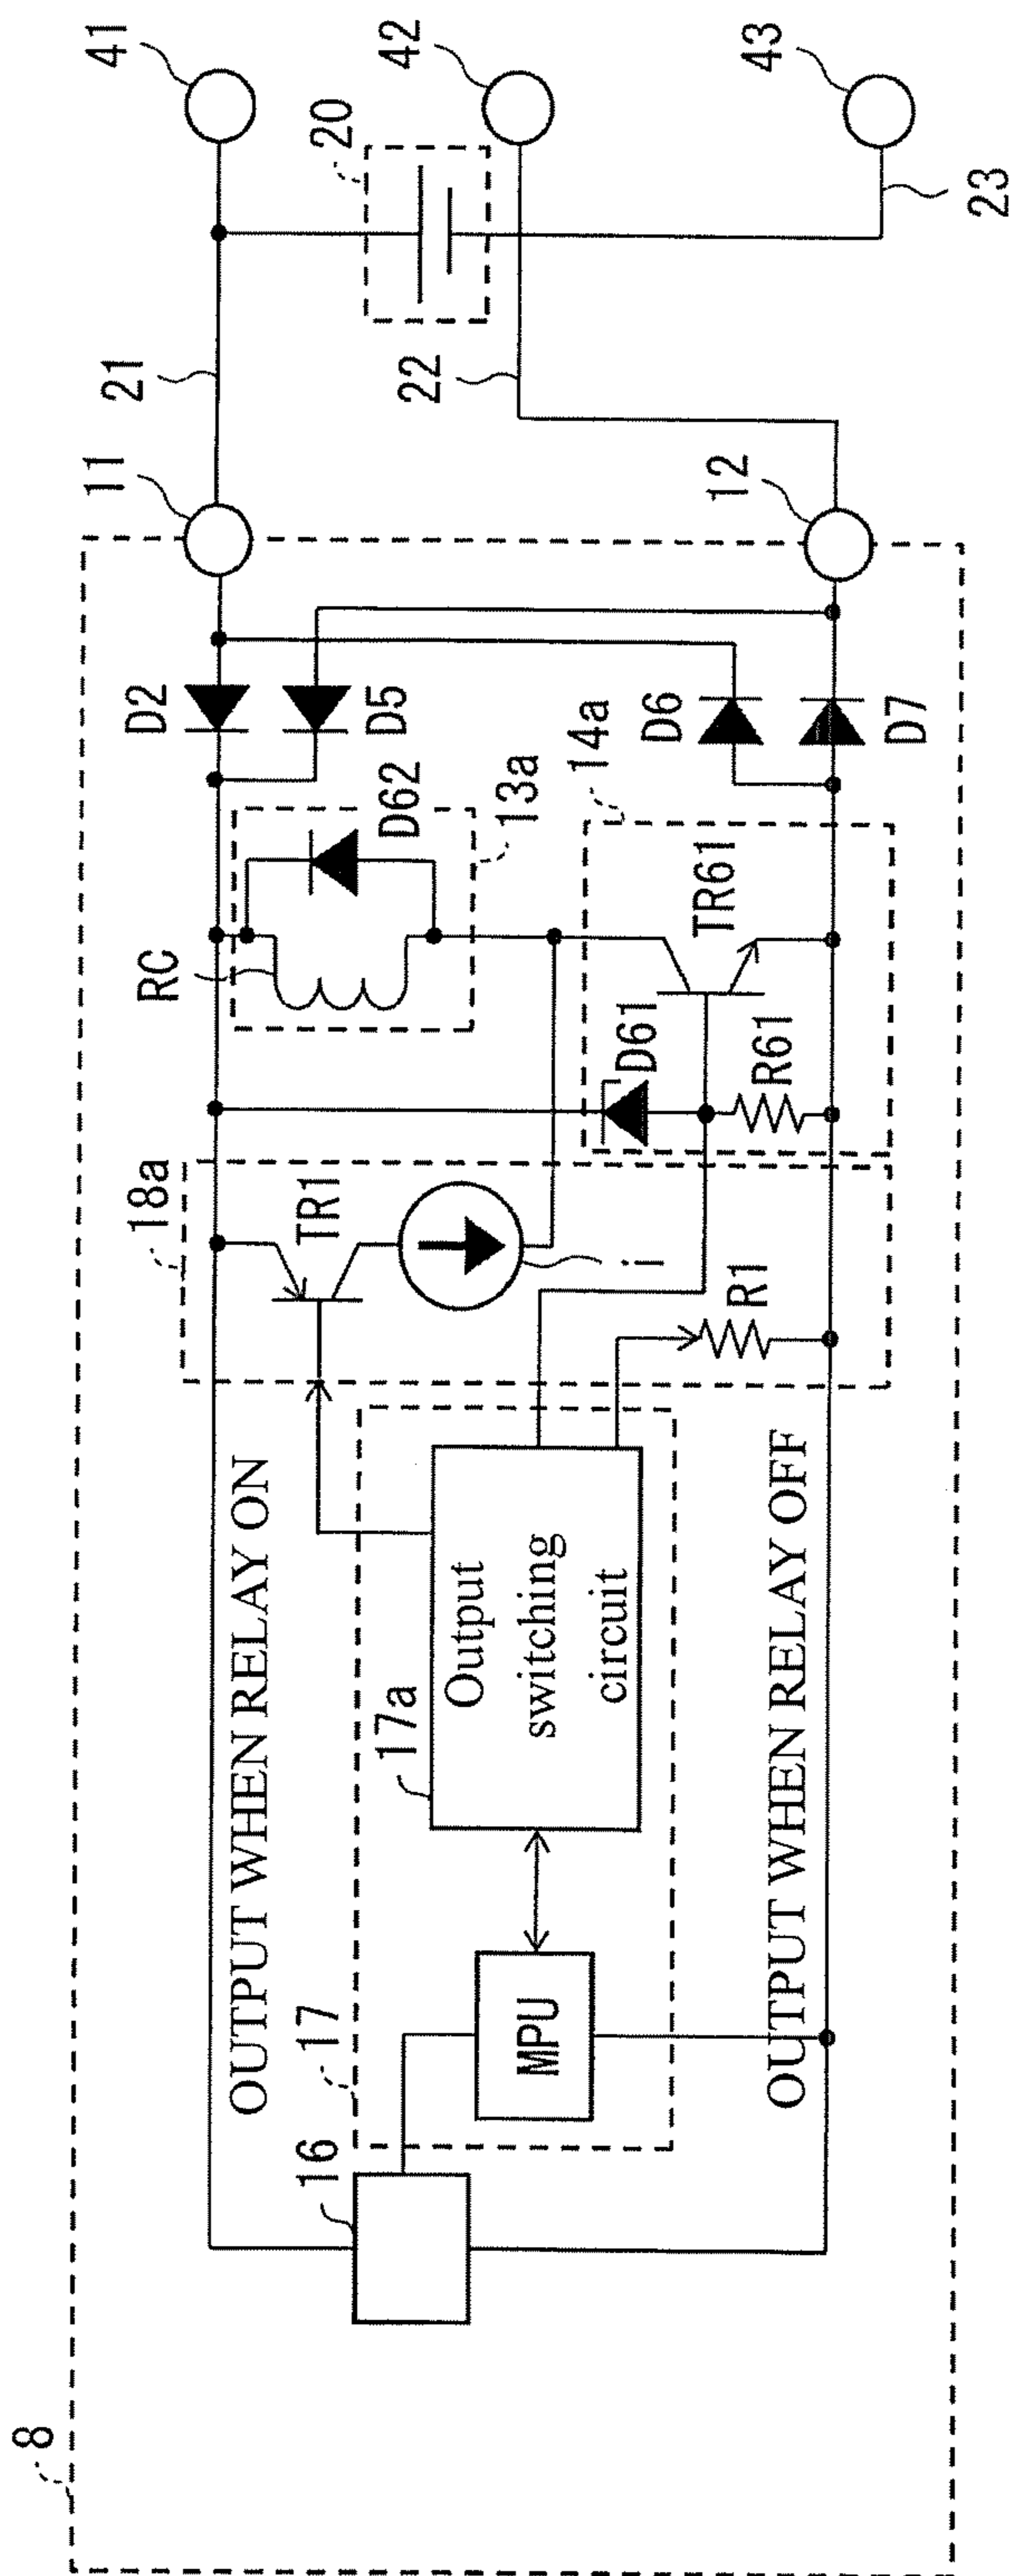 8
41
42
43
20
21
22
23
11
12
D2
D5
D6
D7
D62
13a
14a
RC
TR61
D61
R61
18a
TR1
i
R1
OUTPUT WHEN RELAY ON
17a
Output
switching
circuit
OUTPUT WHEN RELAY OFF
17
MPU
16